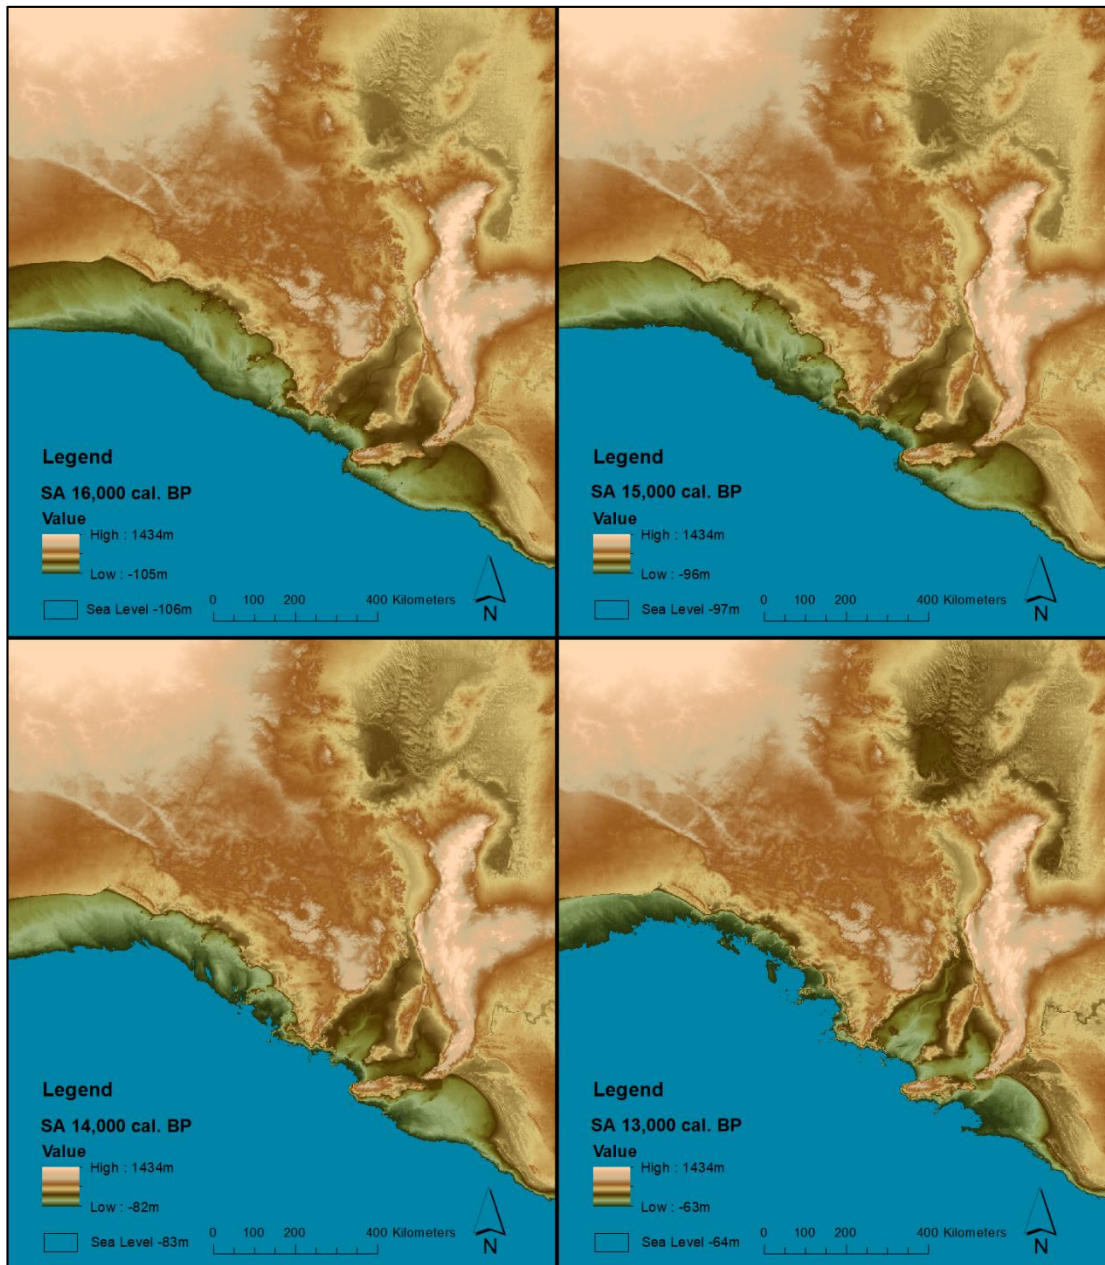 Legend
SA 16,000 cal. BP
Value
High : 1434m
Low : -105m
Sea Level -106m
0 100 200 400 Kilometers
N
Legend
SA 15,000 cal. BP
Value
High : 1434m
Low : -96m
Sea Level -97m
0 100 200 400 Kilometers
N
Legend
SA 14,000 cal. BP
Value
High : 1434m
Low : -82m
Sea Level -83m
0 100 200 400 Kilometers
N
Legend
SA 13,000 cal. BP
Value
High : 1434m
Low : -63m
Sea Level -64m
0 100 200 400 Kilometers
N